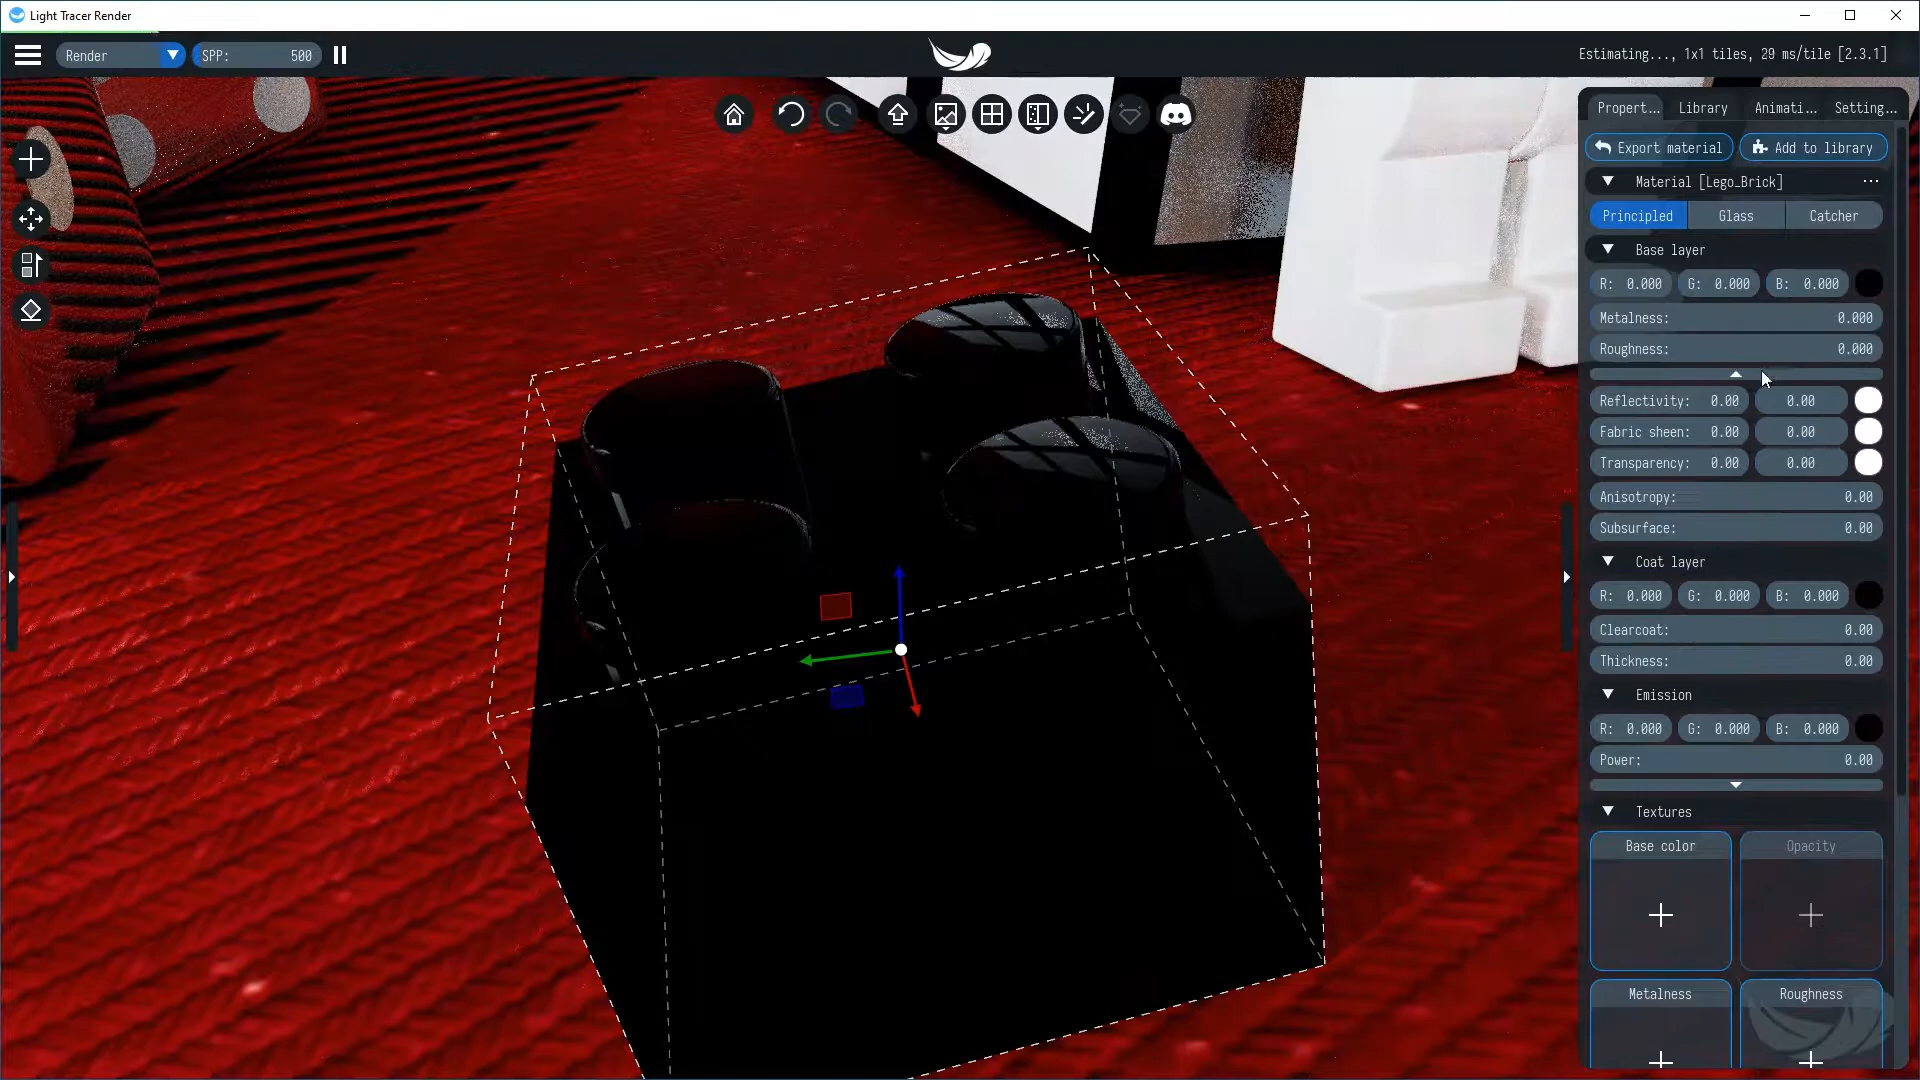 Light Tracer Render
Render SPP: 500 Estimating..., 1x1 tiles, 29 ms/tile [2.3.1]
Propert... Library Animati... Setting...
Export material Add to library
Material [Lego_Brick] ...
Principled Glass Catcher
Base layer
R: 0.000 G: 0.000 B: 0.000
Metalness: 0.000
Roughness: 0.000
Reflectivity: 0.00 0.00
Fabric sheen: 0.00 0.00
Transparency: 0.00 0.00
Anisotropy: 0.00
Subsurface: 0.00
Coat layer
R: 0.000 G: 0.000 B: 0.000
Clearcoat: 0.00
Thickness: 0.00
Emission
R: 0.000 G: 0.000 B: 0.000
Power: 0.00
Textures
Base color Opacity
Metalness Roughness